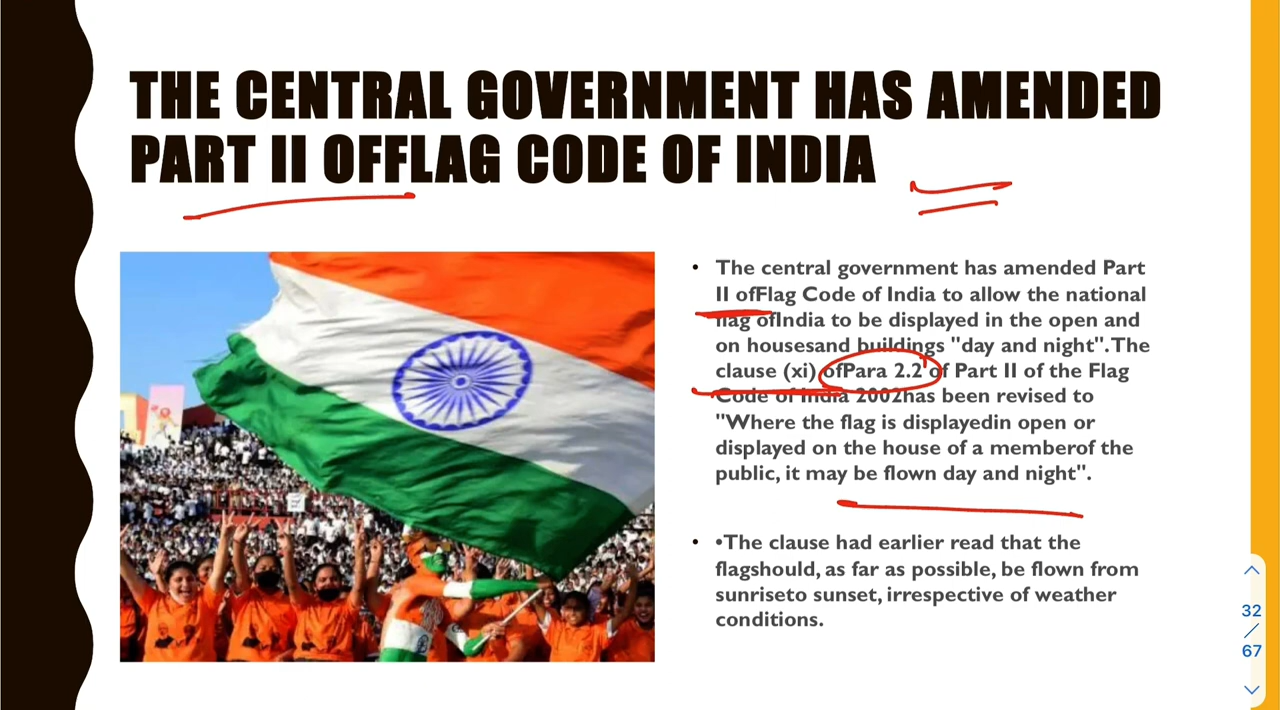 THE CENTRAL GOVERNMENT HAS AMENDED
PART II OFFLAG CODE OF INDIA
• The central government has amended Part
II ofFlag Code of India to allow the national
flag ofIndia to be displayed in the open and
on housesand buildings "day and night".The
clause (xi) ofPara 2.2 of Part II of the Flag
Code of India 2002has been revised to
"Where the flag is displayedin open or
displayed on the house of a memberof the
public, it may be flown day and night".
• •The clause had earlier read that the
flagshould, as far as possible, be flown from
sunriseto sunset, irrespective of weather
conditions.
32
/
67